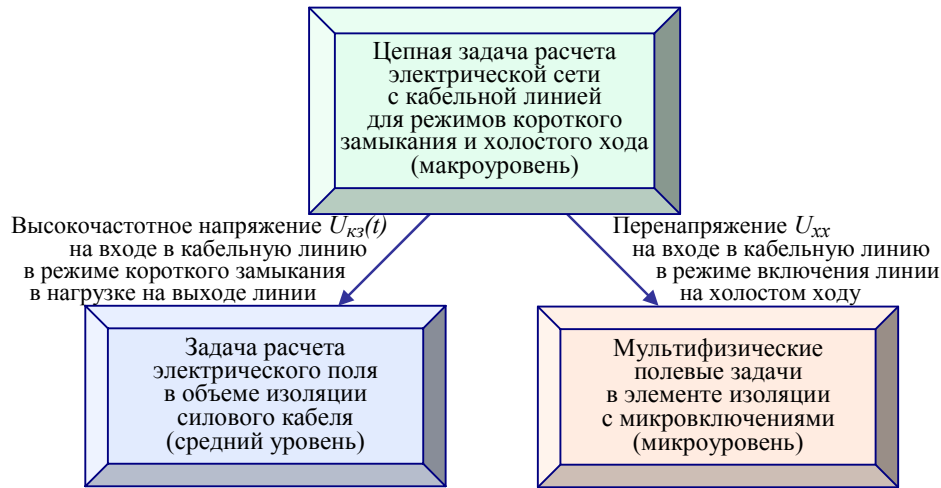 Цепная задача расчета
электрической сети
с кабельной линией
для режимов короткого
замыкания и холостого хода
(макроуровень)
Высокочастотное напряжение Uкз(t)
на входе в кабельную линию
в режиме короткого замыкания
в нагрузке на выходе линии
Перенапряжение Uхх
на входе в кабельную линию
в режиме включения линии
на холостом ходу
Задача расчета
электрического поля
в объеме изоляции
силового кабеля
(средний уровень)
Мультифизические
полевые задачи
в элементе изоляции
с микровключениями
(микроуровень)